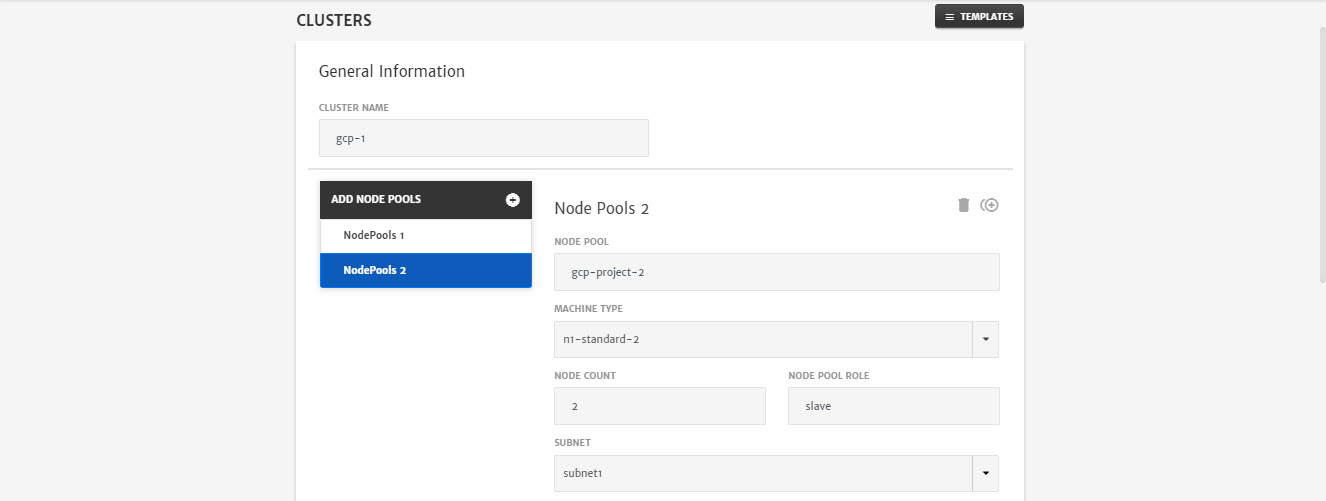 CLUSTERS
TEMPLATES
General Information
CLUSTER NAME
gcp-1
ADD NODE POOLS
NodePools 1
NodePools 2
Node Pools 2
NODE POOL
gcp-project-2
MACHINE TYPE
n1-standard-2
NODE COUNT
NODE POOL ROLE
2
slave
SUBNET
subnet1